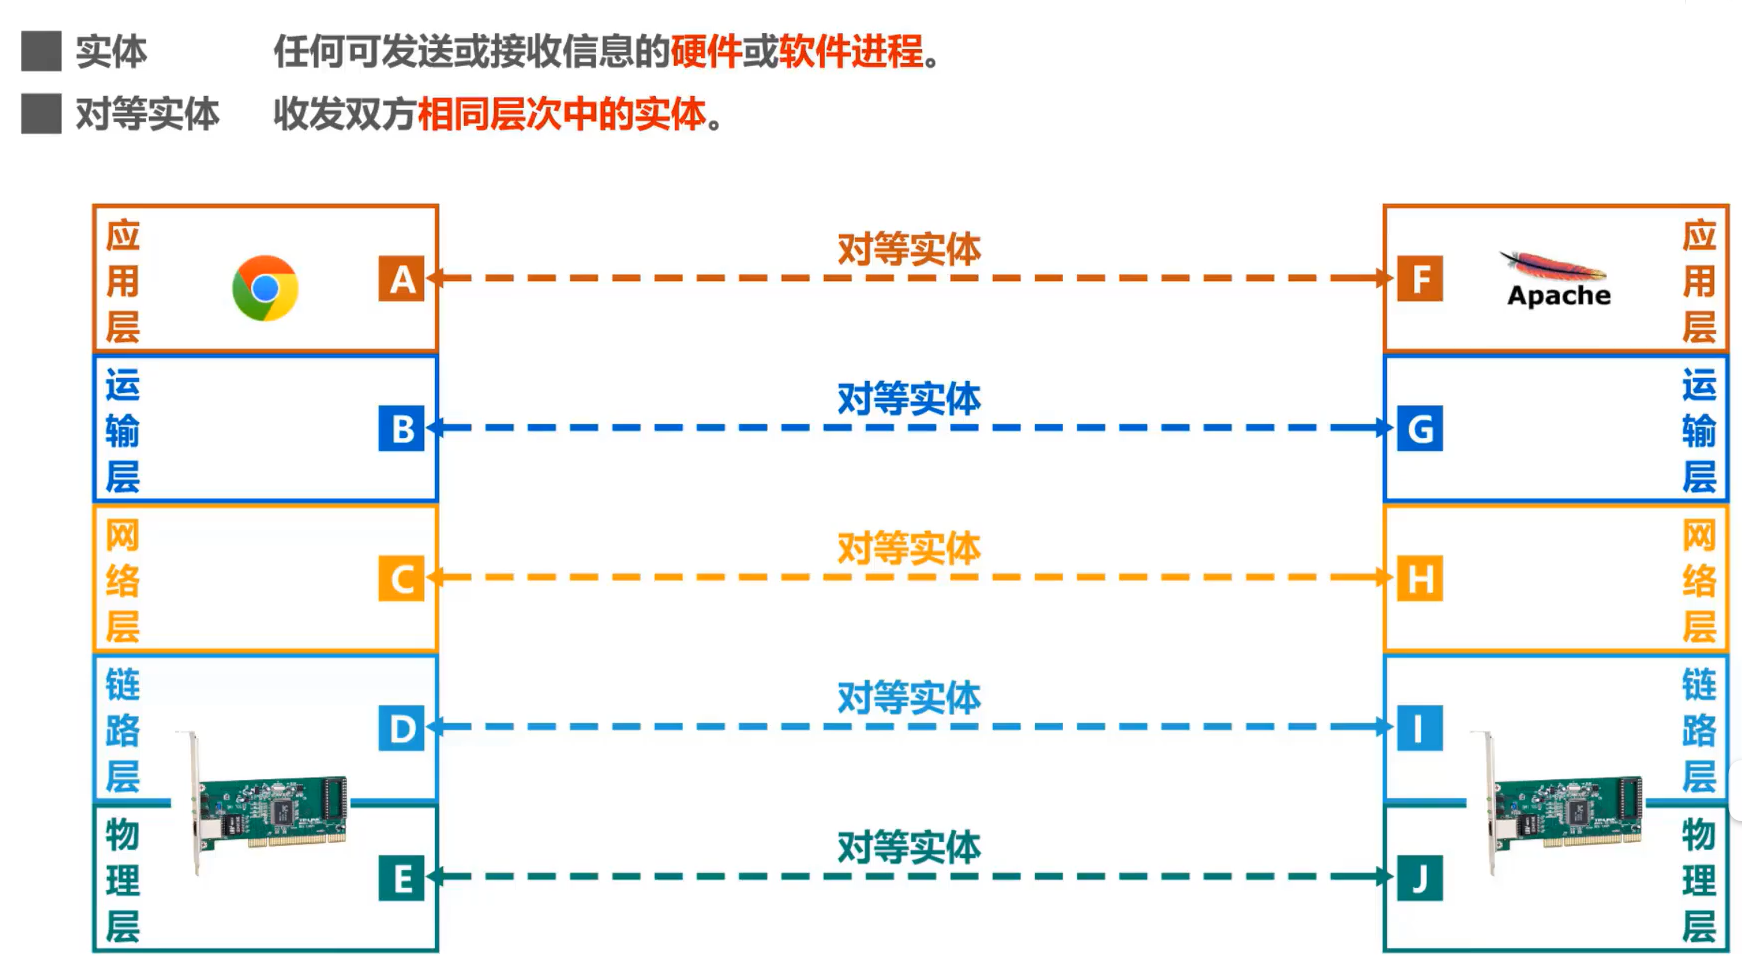 实体 任何可发送或接收信息的硬件或软件进程。
对等实体 收发双方相同层次中的实体。
应用层 A 对等实体 F Apache 应用层
运输层 B 对等实体 G 运输层
网络层 C 对等实体 H 网络层
链路层 D 对等实体 I 链路层
物理层 E 对等实体 J 物理层